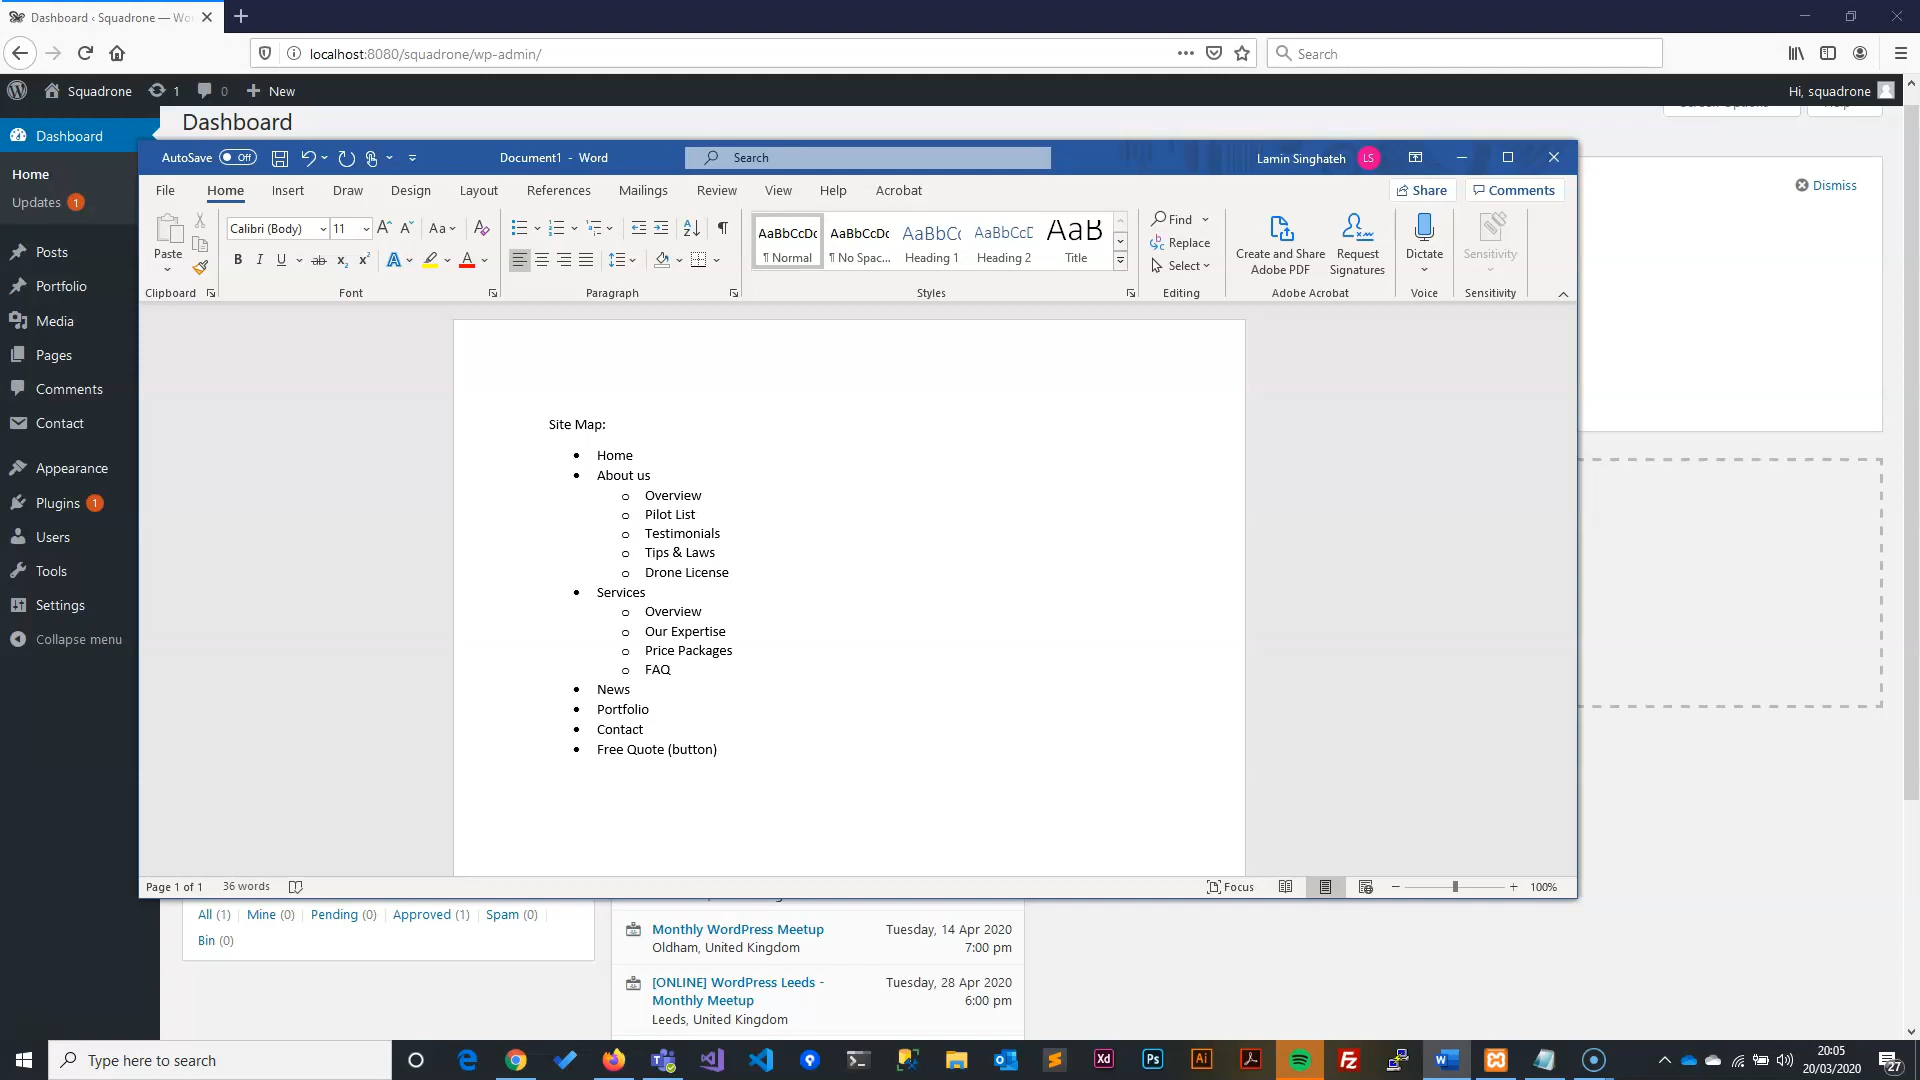 Dashboard ‹ Squadrone — Wo
localhost:8080/squadrone/wp-admin/
Search
Squadrone
1
0
New
Hi, squadrone
Dashboard
Home
Updates 1
Posts
Portfolio
Media
Pages
Comments
Contact
Appearance
Plugins 1
Users
Tools
Settings
Collapse menu
Dashboard
Dismiss
AutoSave Off
Document1 - Word
Search
Lamin Singhateh LS
File Home Insert Draw Design Layout References Mailings Review View Help Acrobat
Share
Comments
Paste
Clipboard
Calibri (Body) 11
Font
Paragraph
AaBbCcDc AaBbCcDc AaBbC AaBbCcD AaB
¶ Normal ¶ No Spac... Heading 1 Heading 2 Title
Styles
Find
Replace
Select
Editing
Create and Share
Adobe PDF
Request
Signatures
Adobe Acrobat
Dictate
Voice
Sensitivity
Sensitivity
Site Map:
• Home
• About us
o Overview
o Pilot List
o Testimonials
o Tips & Laws
o Drone License
• Services
o Overview
o Our Expertise
o Price Packages
o FAQ
• News
• Portfolio
• Contact
• Free Quote (button)
Page 1 of 1 36 words
Focus
100%
All (1) | Mine (0) | Pending (0) | Approved (1) | Spam (0) |
Bin (0)
Monthly WordPress Meetup
Oldham, United Kingdom
Tuesday, 14 Apr 2020
7:00 pm
[ONLINE] WordPress Leeds -
Monthly Meetup
Leeds, United Kingdom
Tuesday, 28 Apr 2020
6:00 pm
Type here to search
20:05
20/03/2020
27